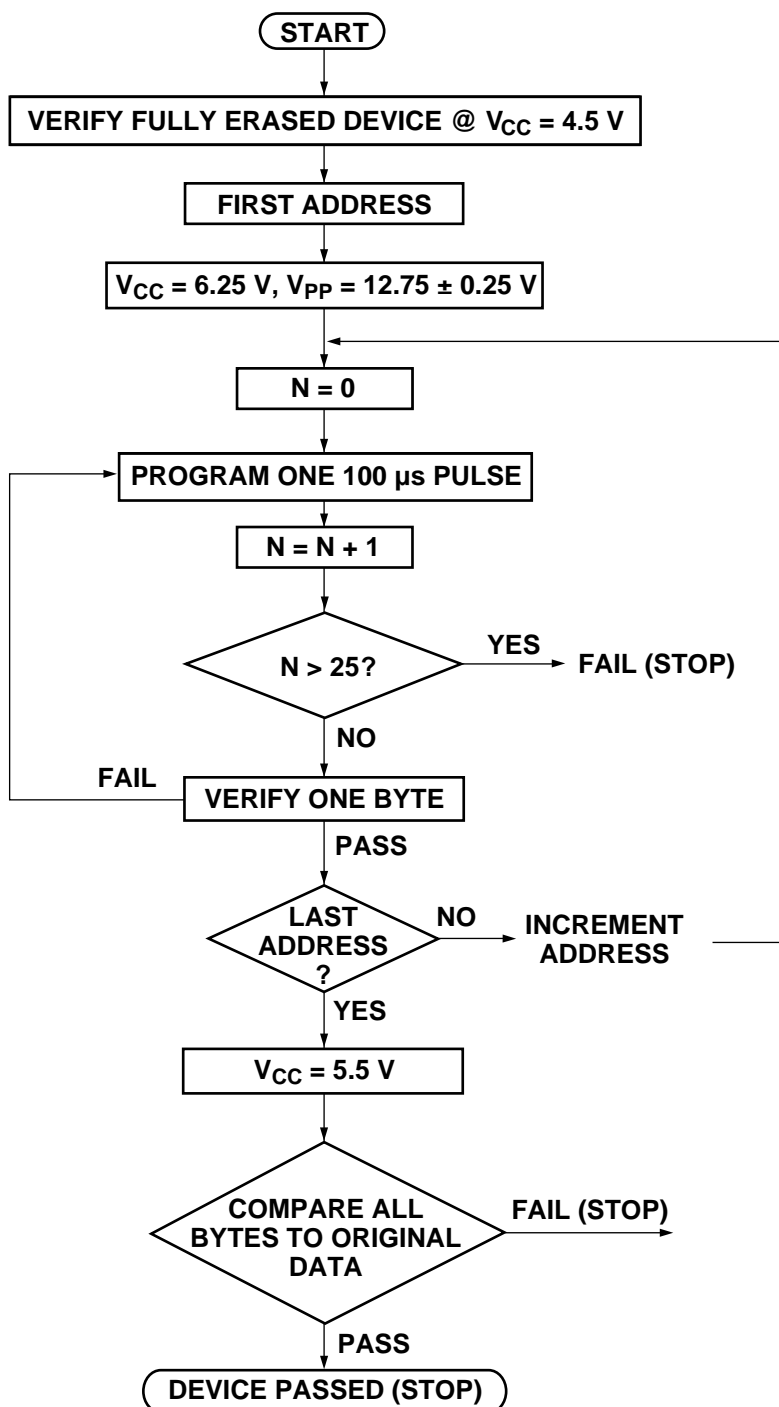 START
VERIFY FULLY ERASED DEVICE @ VCC = 4.5 V
FIRST ADDRESS
VCC = 6.25 V, VPP = 12.75 ± 0.25 V
N = 0
PROGRAM ONE 100 µs PULSE
N = N + 1
N > 25?
YES
FAIL (STOP)
NO
FAIL
VERIFY ONE BYTE
PASS
LAST
ADDRESS
?
NO
INCREMENT
ADDRESS
YES
VCC = 5.5 V
COMPARE ALL
BYTES TO ORIGINAL
DATA
FAIL (STOP)
PASS
DEVICE PASSED (STOP)